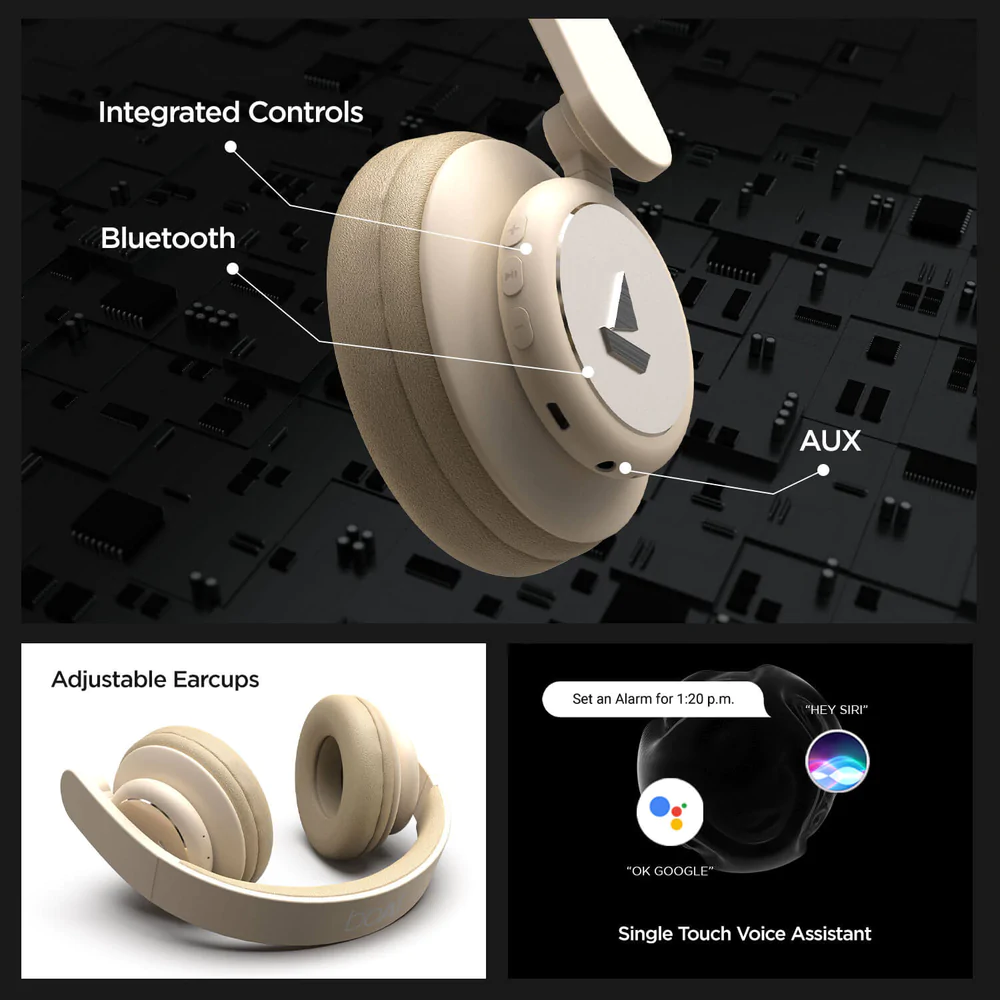 Integrated Controls
Bluetooth
AUX
Adjustable Earcups
boAt
Set an Alarm for 1:20 p.m.
“HEY SIRI”
“OK GOOGLE”
Single Touch Voice Assistant